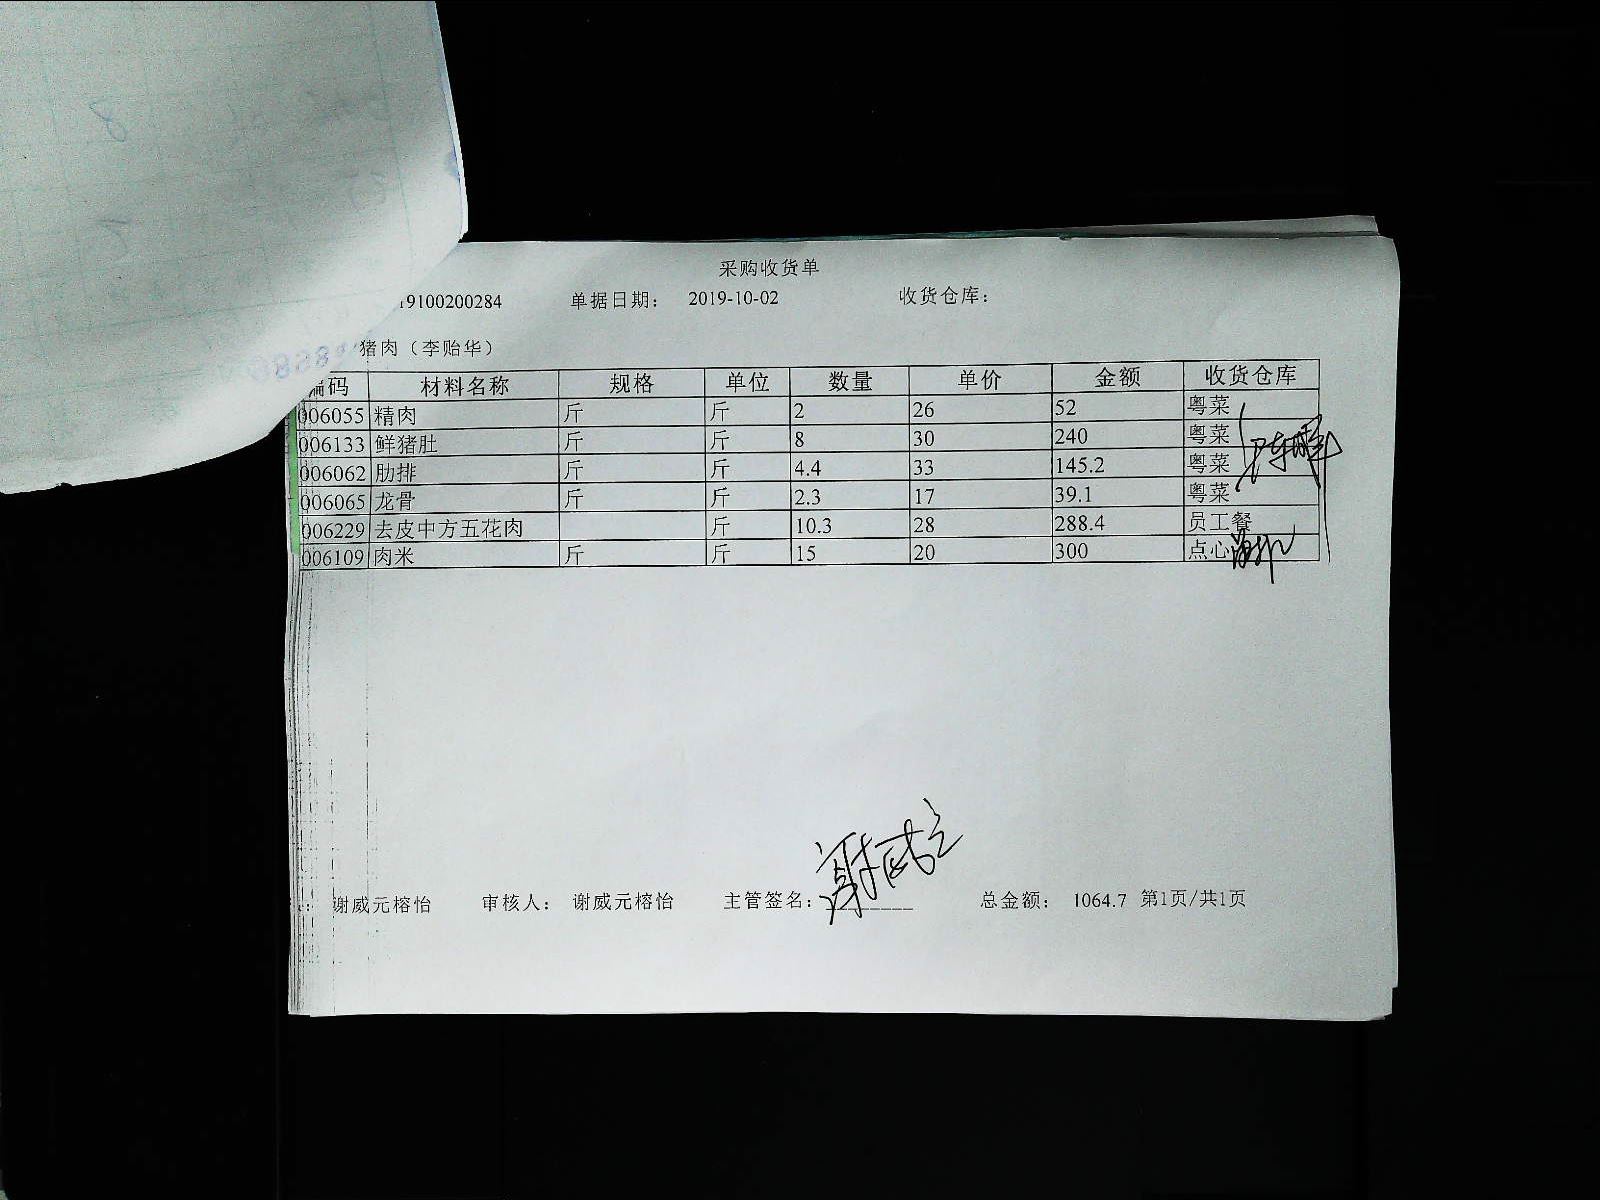 采购收货单
19100200284 单据日期： 2019-10-02 收货仓库：
猪肉（李贻华）
编码 材料名称 规格 单位 数量 单价 金额 收货仓库
006055 精肉 斤 斤 2 26 52 粤菜
006133 鲜猪肚 斤 斤 8 30 240 粤菜
006062 肋排 斤 斤 4.4 33 145.2 粤菜
006065 龙骨 斤 斤 2.3 17 39.1 粤菜
006229 去皮中方五花肉 斤 10.3 28 288.4 员工餐
006109 肉米 斤 斤 15 20 300 点心
谢威元榕怡 审核人： 谢威元榕怡 主管签名： 总金额： 1064.7 第1页/共1页